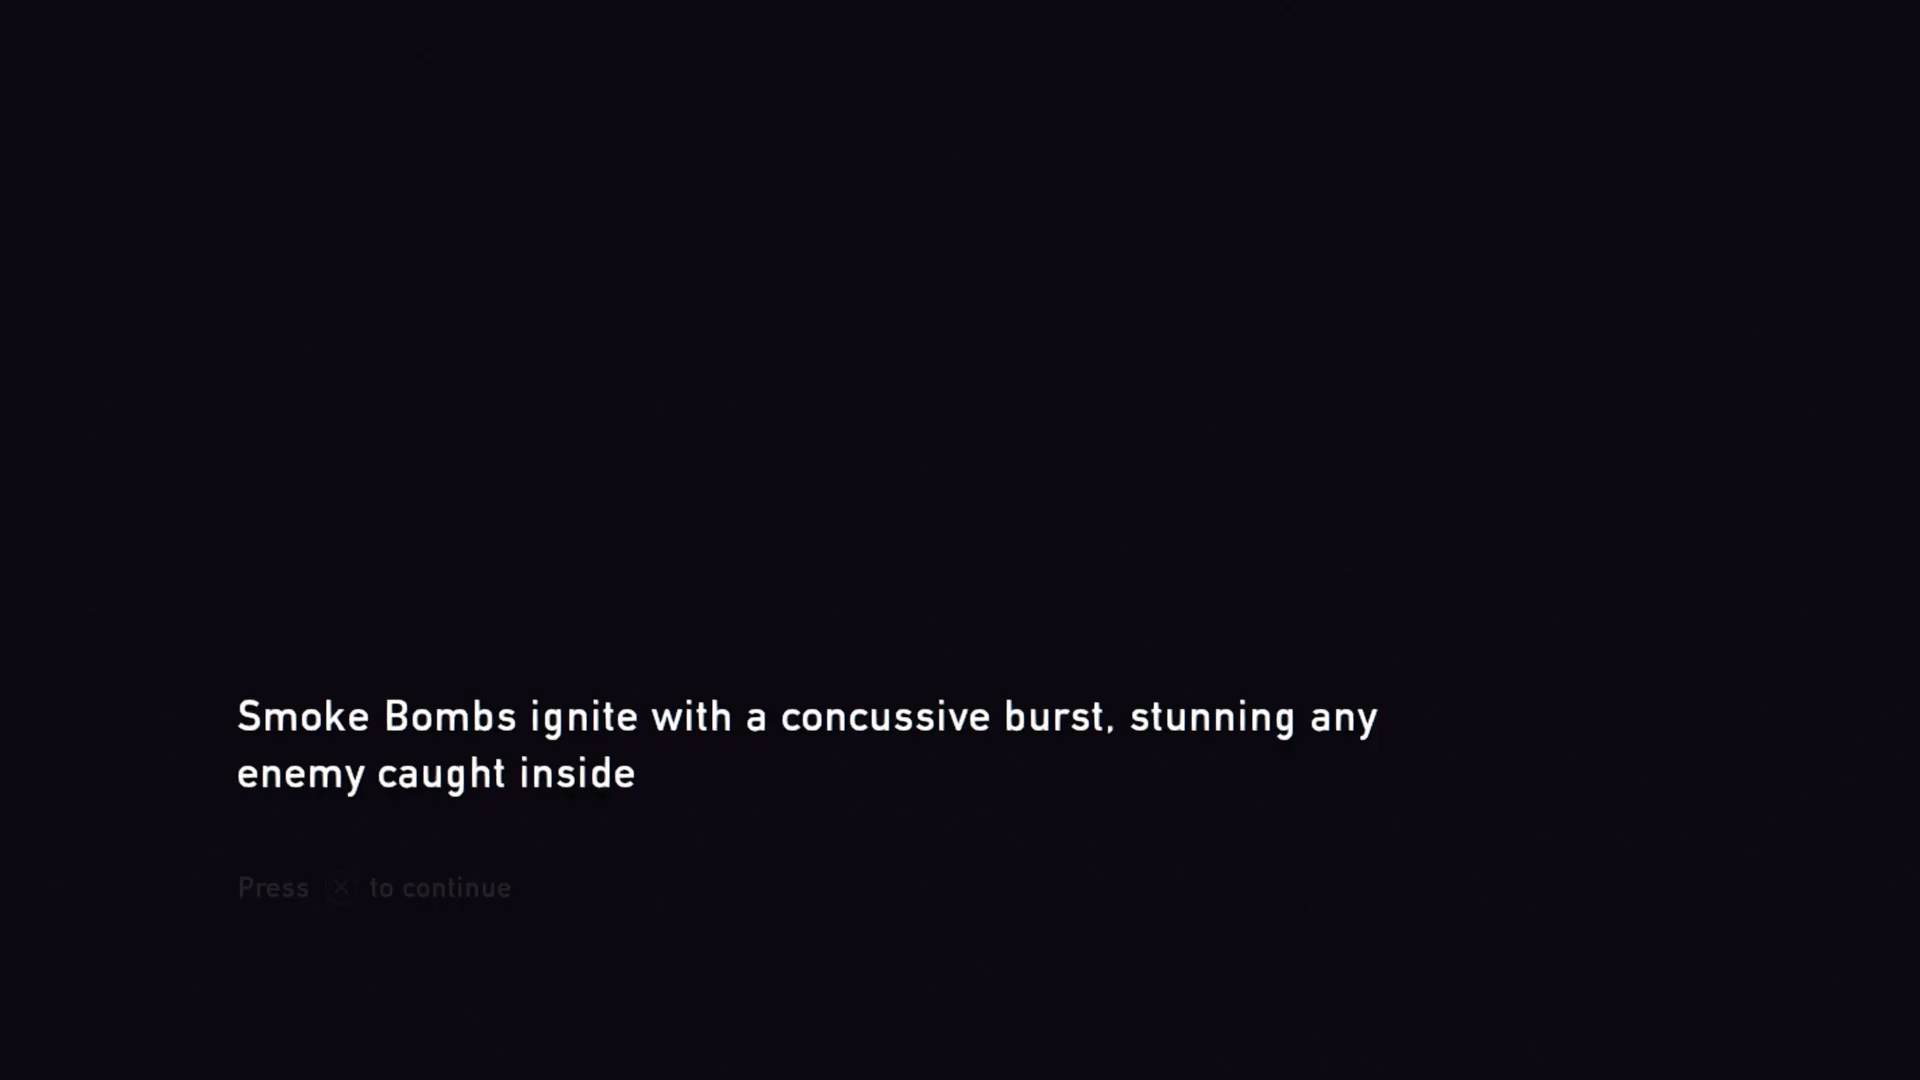 Smoke Bombs ignite with a concussive burst, stunning any
enemy caught inside
Press ⓧ to continue